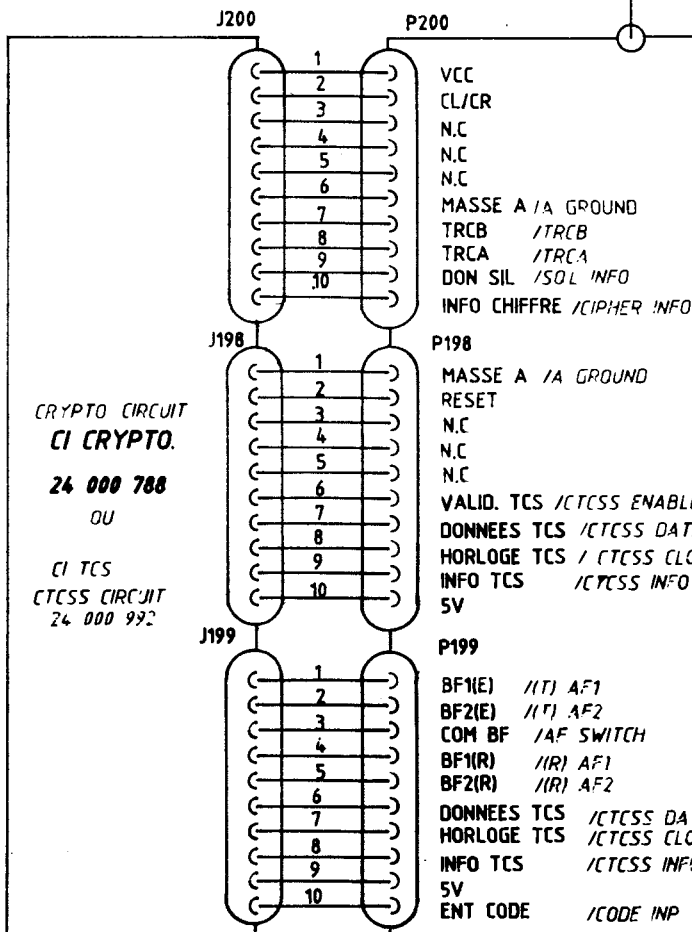 J200 P200
1 VCC
2 CL/CR
3 N.C
4 N.C
5 N.C
6 MASSE A /A GROUND
7 TRCB /TRCB
8 TRCA /TRCA
9 DON SIL /SOL INFO
10 INFO CHIFFRE /CIPHER INFO
J198 P198
1 MASSE A /A GROUND
2 RESET
3 N.C
4 N.C
5 N.C
6 VALID. TCS /CTCSS ENABLE
7 DONNEES TCS /CTCSS DAT
8 HORLOGE TCS / CTCSS CLO
9 INFO TCS /CTCSS INFO
10 5V
CRYPTO CIRCUIT
CI CRYPTO.
24 000 788
OU
CI TCS
CTCSS CIRCUIT
24 000 992
J199 P199
1 BF1(E) /(T) AF1
2 BF2(E) /(T) AF2
3 COM BF /AF SWITCH
4 BF1(R) /(R) AF1
5 BF2(R) /(R) AF2
6 DONNEES TCS /CTCSS DA
7 HORLOGE TCS /CTCSS CLO
8 INFO TCS /CTCSS INF
9 5V
10 ENT CODE /CODE INP